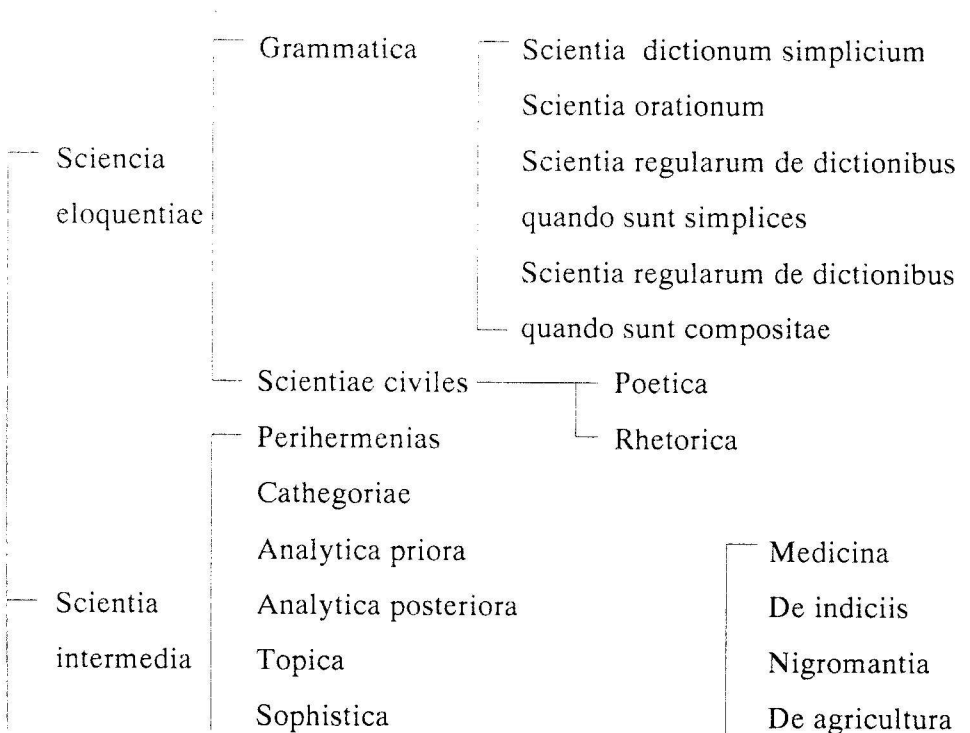 Grammatica
Scientia dictionum simplicium
Scientia orationum
Sciencia
eloquentiae
Scientia regularum de dictionibus
quando sunt simplices
Scientia regularum de dictionibus
quando sunt compositae
Scientiae civiles
Poetica
Rhetorica
Perihermenias
Cathegoriae
Analytica priora
Scientia
intermedia
Analytica posteriora
Topica
Sophistica
Medicina
De indiciis
Nigromantia
De agricultura